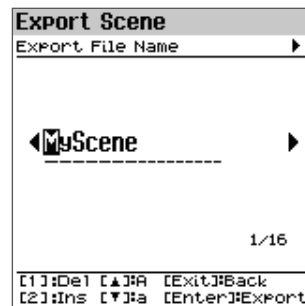 Export Scene
Export File Name
MyScene
1/16
[1]:Del [▲]:A [Exit]:Back
[2]:Ins [▼]:a [Enter]:Export